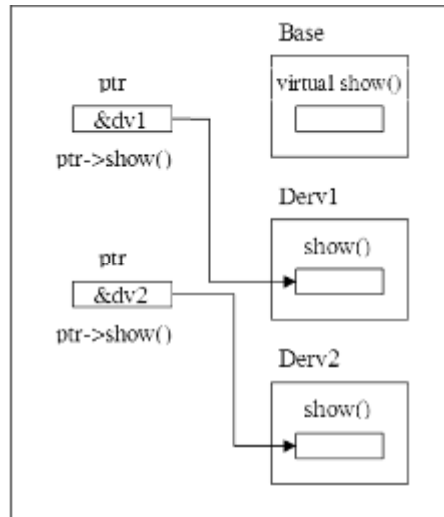 Base
virtual show()
ptr
&dv1
ptr->show()
Derv1
show()
ptr
&dv2
ptr->show()
Derv2
show()